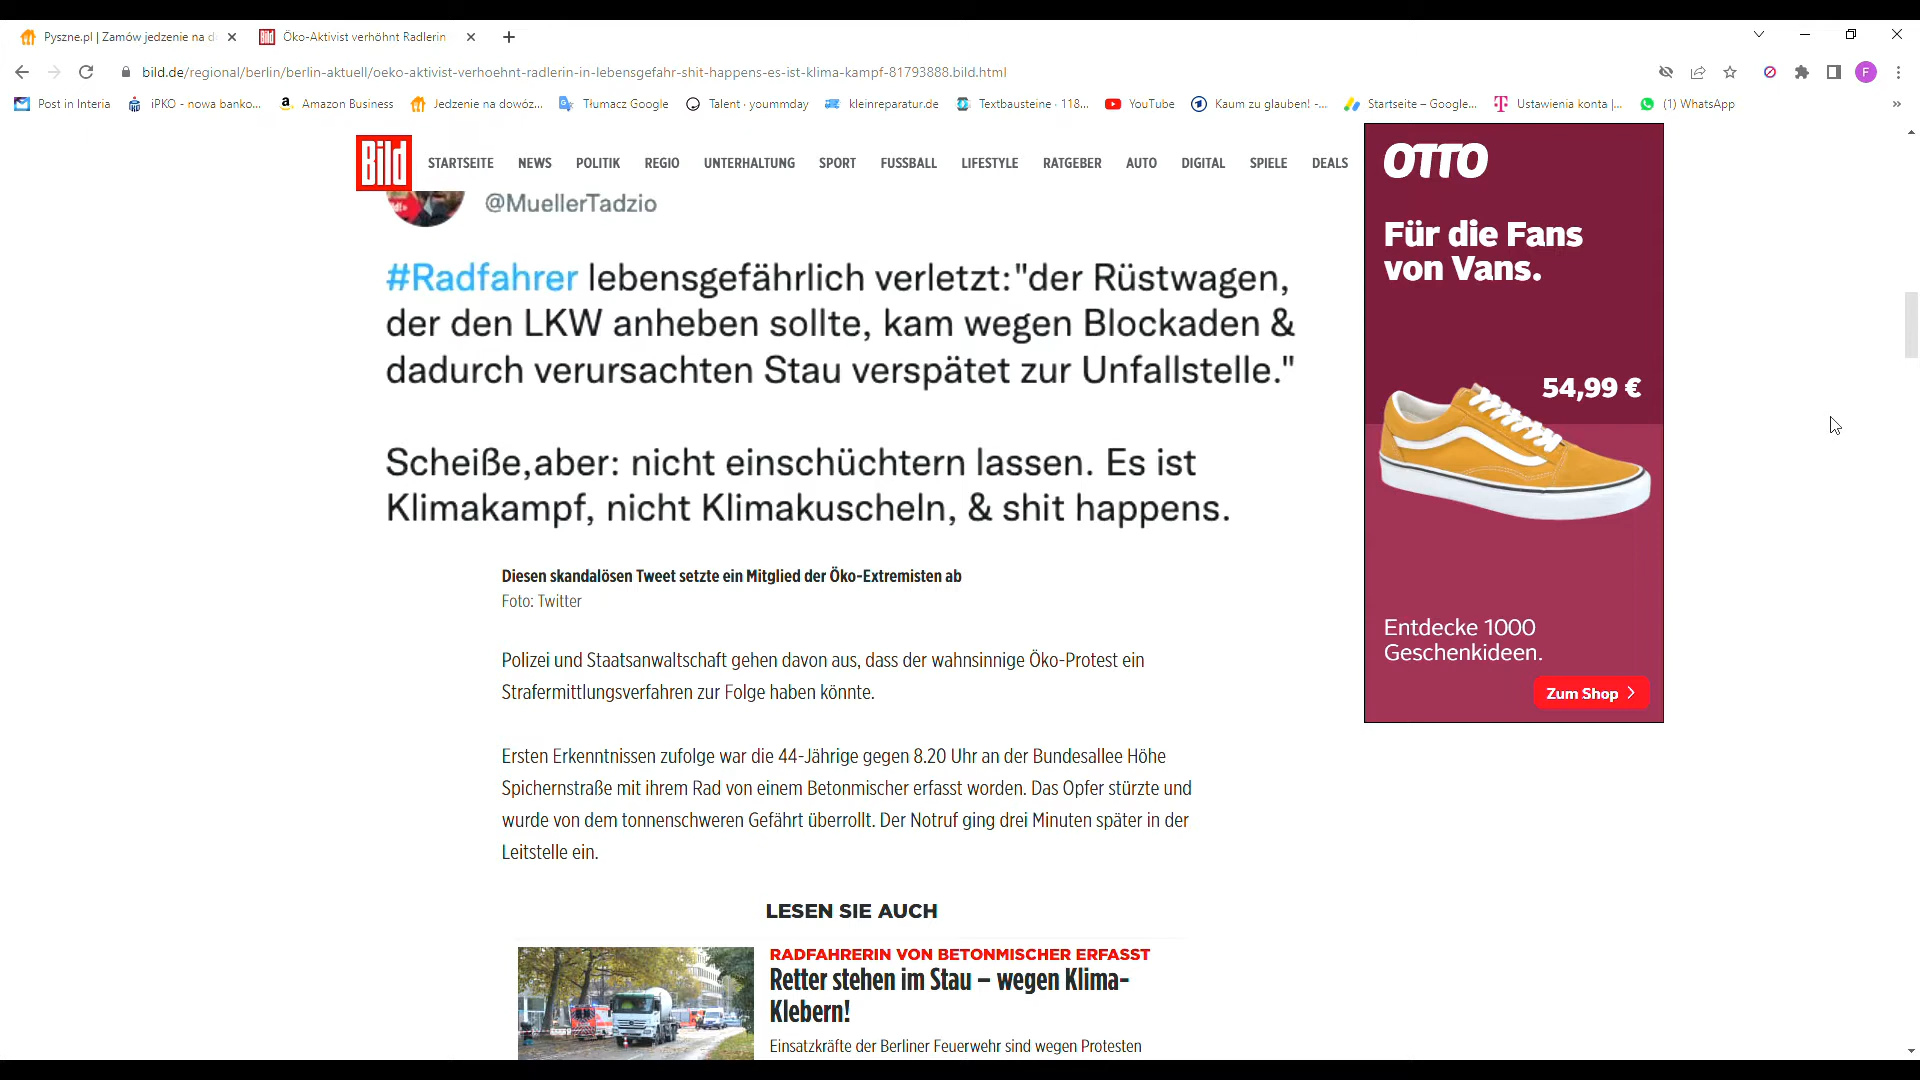 Pyszne.pl | Zamów jedzenie na d
Öko-Aktivist verhöhnt Radlerin
bild.de/regional/berlin/berlin-aktuell/oeko-aktivist-verhoehnt-radlerin-in-lebensgefahr-shit-happens-es-ist-klima-kampf-81793888.bild.html
F
Post in Interia
iPKO - nowa banko...
Amazon Business
Jedzenie na dowóz...
Tłumacz Google
Talent · yoummday
kleinreparatur.de
Textbausteine · 118...
YouTube
Kaum zu glauben! -...
Startseite – Google...
Ustawienia konta |...
(1) WhatsApp
»
Bild
STARTSEITE NEWS POLITIK REGIO UNTERHALTUNG SPORT FUSSBALL LIFESTYLE RATGEBER AUTO DIGITAL SPIELE DEALS
@MuellerTadzio
#Radfahrer lebensgefährlich verletzt:"der Rüstwagen,
der den LKW anheben sollte, kam wegen Blockaden &
dadurch verursachten Stau verspätet zur Unfallstelle."
Scheiße,aber: nicht einschüchtern lassen. Es ist
Klimakampf, nicht Klimakuscheln, & shit happens.
Diesen skandalösen Tweet setzte ein Mitglied der Öko-Extremisten ab
Foto: Twitter
Polizei und Staatsanwaltschaft gehen davon aus, dass der wahnsinnige Öko-Protest ein
Strafermittlungsverfahren zur Folge haben könnte.
Ersten Erkenntnissen zufolge war die 44-Jährige gegen 8.20 Uhr an der Bundesallee Höhe
Spichernstraße mit ihrem Rad von einem Betonmischer erfasst worden. Das Opfer stürzte und
wurde von dem tonnenschweren Gefährt überrollt. Der Notruf ging drei Minuten später in der
Leitstelle ein.
LESEN SIE AUCH
RADFAHRERIN VON BETONMISCHER ERFASST
Retter stehen im Stau – wegen Klima-
Klebern!
Einsatzkräfte der Berliner Feuerwehr sind wegen Protesten
OTTO
Für die Fans
von Vans.
54,99 €
Entdecke 1000
Geschenkideen.
Zum Shop